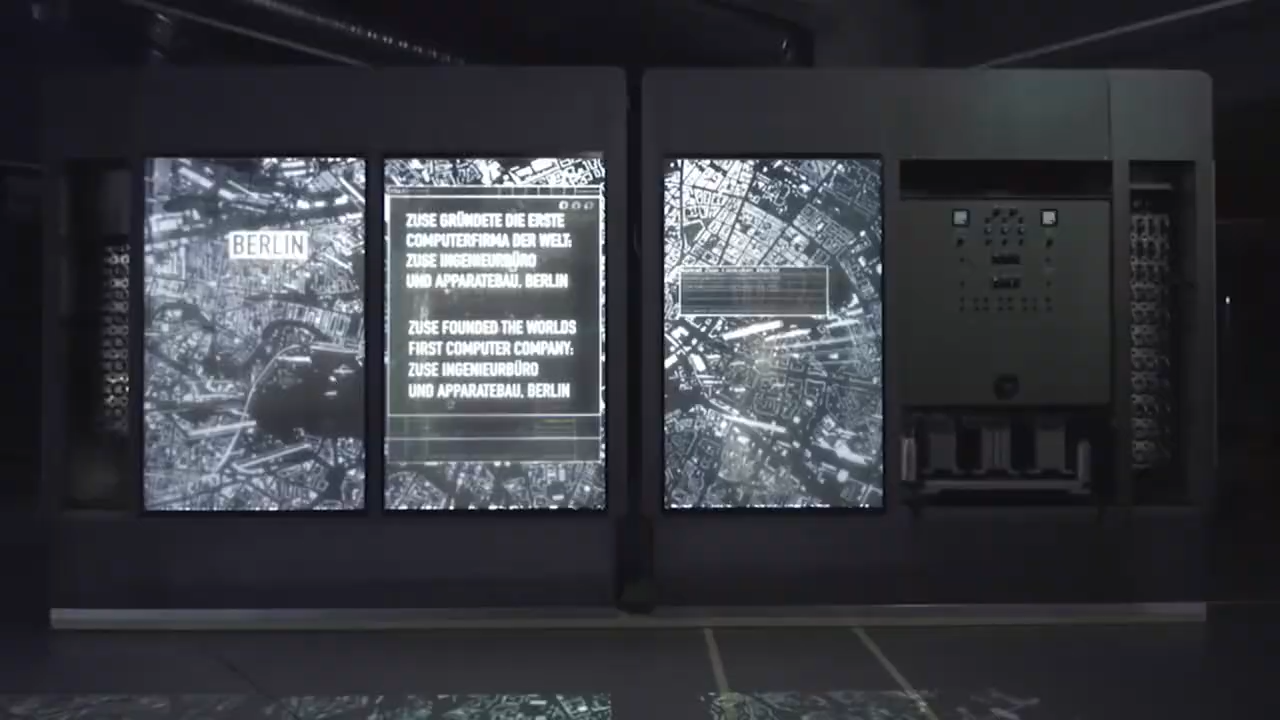 BERLIN
ZUSE GRÜNDETE DIE ERSTE
COMPUTERFIRMA DER WELT:
ZUSE INGENIEURBÜRO
UND APPARATEBAU, BERLIN
ZUSE FOUNDED THE WORLDS
FIRST COMPUTER COMPANY:
ZUSE INGENIEURBÜRO
UND APPARATEBAU, BERLIN